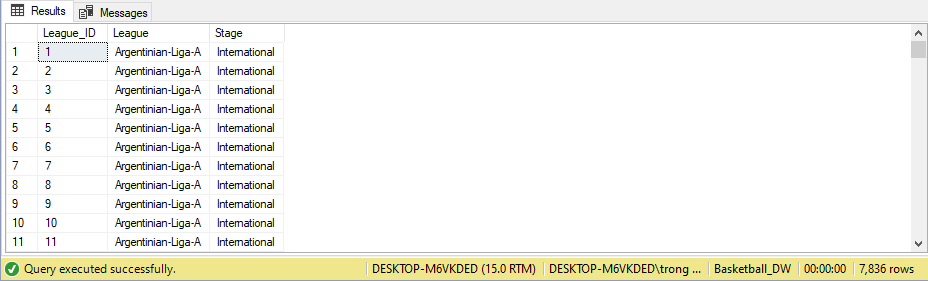 Results Messages
League_ID League Stage
1 1 Argentinian-Liga-A International
2 2 Argentinian-Liga-A International
3 3 Argentinian-Liga-A International
4 4 Argentinian-Liga-A International
5 5 Argentinian-Liga-A International
6 6 Argentinian-Liga-A International
7 7 Argentinian-Liga-A International
8 8 Argentinian-Liga-A International
9 9 Argentinian-Liga-A International
10 10 Argentinian-Liga-A International
11 11 Argentinian-Liga-A International
Query executed successfully. DESKTOP-M6VKDED (15.0 RTM) DESKTOP-M6VKDED\trong ... Basketball_DW 00:00:00 7,836 rows